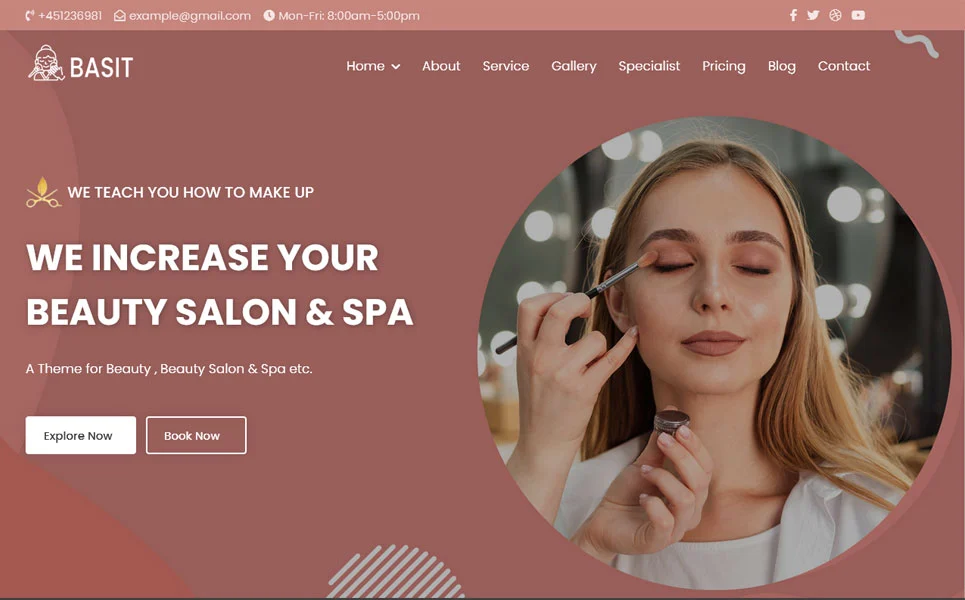 +451236981 example@gmail.com Mon-Fri: 8:00am-5:00pm
BASIT
Home About Service Gallery Specialist Pricing Blog Contact
WE TEACH YOU HOW TO MAKE UP
WE INCREASE YOUR
BEAUTY SALON & SPA
A Theme for Beauty , Beauty Salon & Spa etc.
Explore Now Book Now